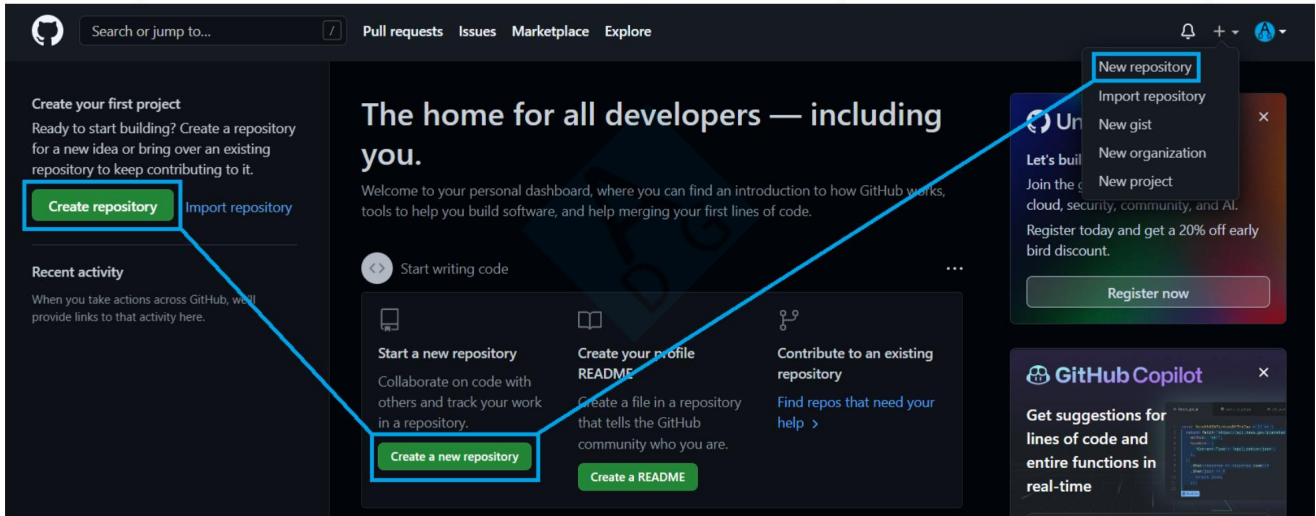 Search or jump to...
/
Pull requests Issues Marketplace Explore
New repository
Import repository
New gist
New organization
New project
Create your first project
Ready to start building? Create a repository
for a new idea or bring over an existing
repository to keep contributing to it.
Create repository
Import repository
Recent activity
When you take actions across GitHub, we'll
provide links to that activity here.
The home for all developers — including
you.
Welcome to your personal dashboard, where you can find an introduction to how GitHub works,
tools to help you build software, and help merging your first lines
of code.
Start writing code
Start a new repository
Collaborate on code with
others and track your work
in a repository.
Create a new repository
Create your profile
README
Create a file in a repository
that tells the GitHub
community who you are.
Create a README
Contribute to an existing
repository
Find repos that need your
help >
Un
Let's buil
Join the g
cloud, security, community, and AI.
Register today and get a 20% off early
bird discount.
Register now
GitHub Copilot
Get suggestions for
lines of code and
entire functions in
real-time
A
D G